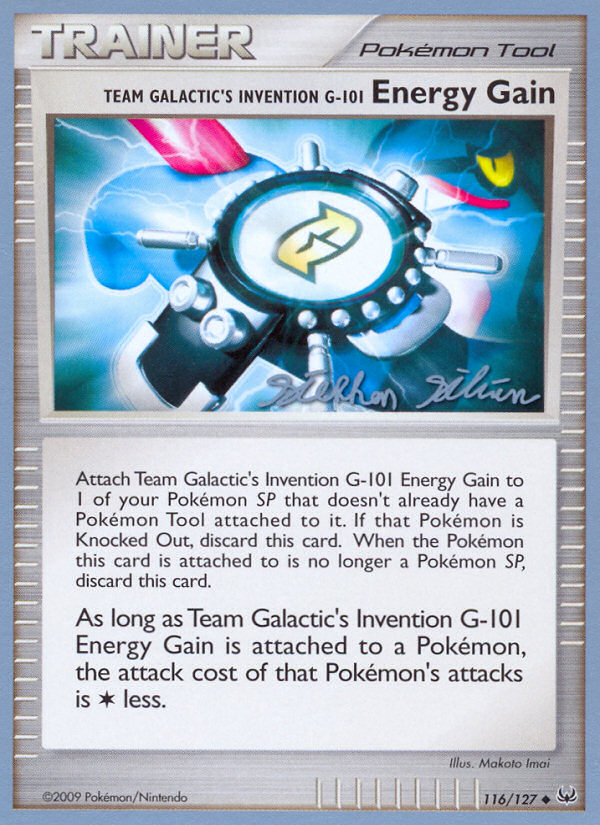 TRAINER
Pokémon Tool
TEAM GALACTIC'S INVENTION G-101 Energy Gain
Stephen Silvestro
Attach Team Galactic's Invention G-101 Energy Gain to
1 of your Pokémon SP that doesn't already have a
Pokémon Tool attached to it. If that Pokémon is
Knocked Out, discard this card. When the Pokémon
this card is attached to is no longer a Pokémon SP,
discard this card.
As long as Team Galactic's Invention G-101
Energy Gain is attached to a Pokémon,
the attack cost of that Pokémon's attacks
is ✶ less.
Illus. Makoto Imai
©2009 Pokémon/Nintendo
116/127 ◆